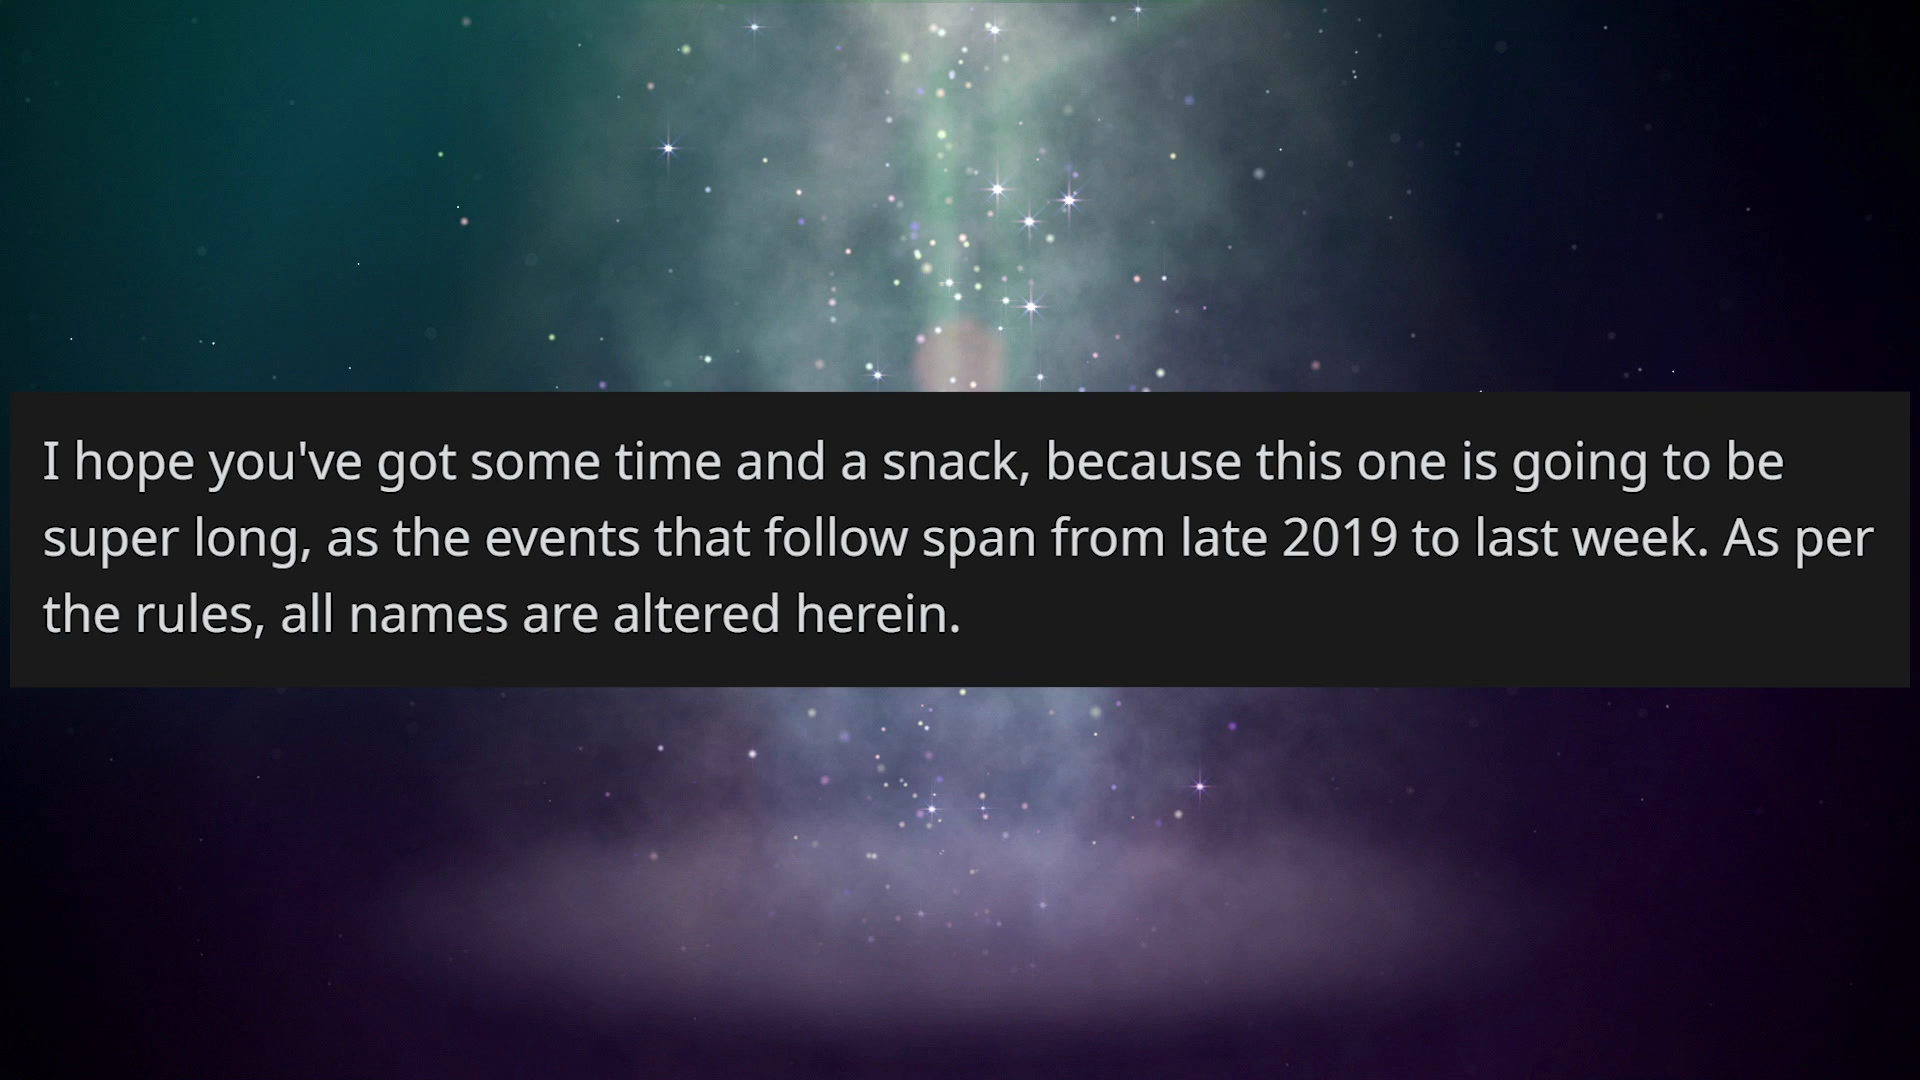 I hope you've got some time and a snack, because this one is going to be
super long, as the events that follow span from late 2019 to last week. As per
the rules, all names are altered herein.